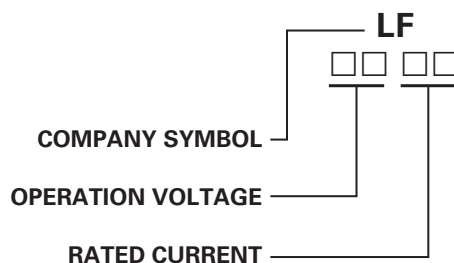 LF
□□ □□
COMPANY SYMBOL
OPERATION VOLTAGE
RATED CURRENT